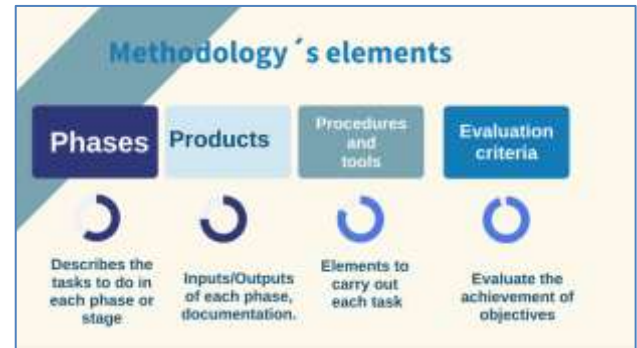 Methodology´s elements
Phases
Products
Procedures
and
tools
Evaluation
criteria
Describes the
tasks to do in
each phase or
stage
Inputs/Outputs
of each phase,
documentation.
Elements to
carry out
each task
Evaluate the
achievement of
objectives